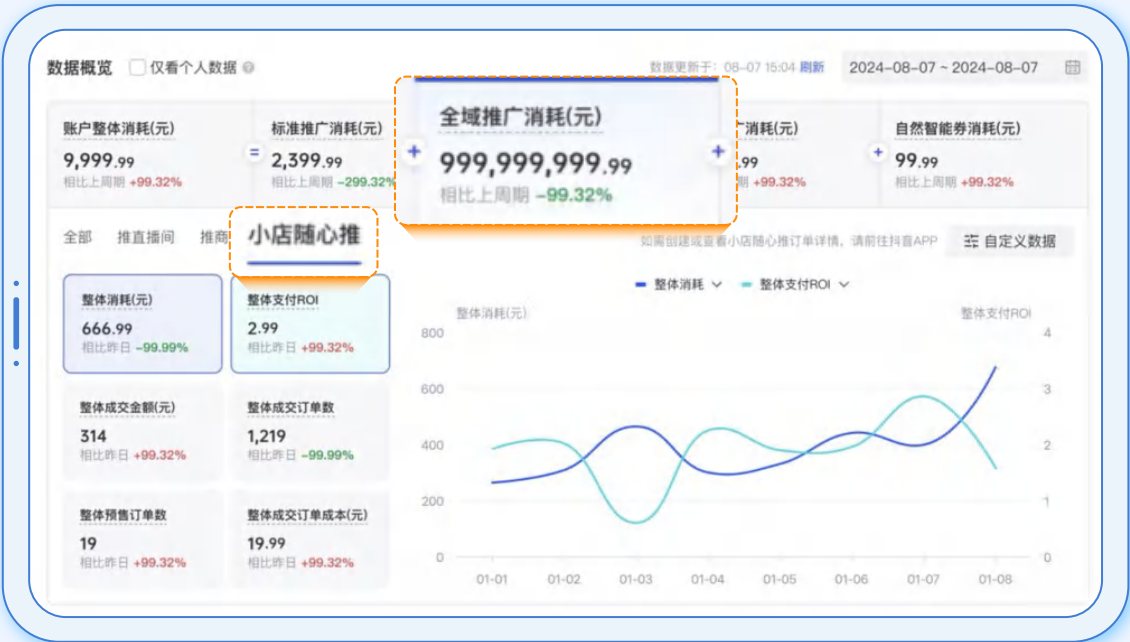 数据概览 仅看个人数据 数据更新于：08-07 15:04 刷新 2024-08-07 ~ 2024-08-07
账户整体消耗(元)
9,999.99
相比上周期 +99.32%
=
标准推广消耗(元)
2,399.99
相比上周期 -299.32%
+
全域推广消耗(元)
999,999,999.99
相比上周期 -99.32%
+
消耗(元)
.99
期 +99.32%
+
自然智能券消耗(元)
99.99
相比上周期 +99.32%
全部 推直播间 推商 小店随心推
如需创建或查看小店随心推订单详情，请前往抖音APP 自定义数据
整体消耗(元)
666.99
相比昨日 -99.99%
整体支付ROI
2.99
相比昨日 +99.32%
整体成交金额(元)
314
相比昨日 +99.32%
整体成交订单数
1,219
相比昨日 -99.99%
整体预售订单数
19
相比昨日 +99.32%
整体成交订单成本(元)
19.99
相比昨日 +99.32%
整体消耗 整体支付ROI
整体消耗(元) 整体支付ROI
800 4
600 3
400 2
200 1
0 0
01-01 01-02 01-03 01-04 01-05 01-06 01-07 01-08